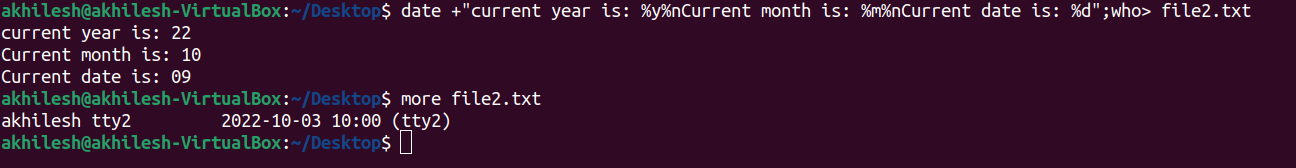 akhilesh@akhilesh-VirtualBox:~/Desktop$ date +"current year is: %y%nCurrent month is: %m%nCurrent date is: %d";who> file2.txt
current year is: 22
Current month is: 10
Current date is: 09
akhilesh@akhilesh-VirtualBox:~/Desktop$ more file2.txt
akhilesh tty2         2022-10-03 10:00 (tty2)
akhilesh@akhilesh-VirtualBox:~/Desktop$